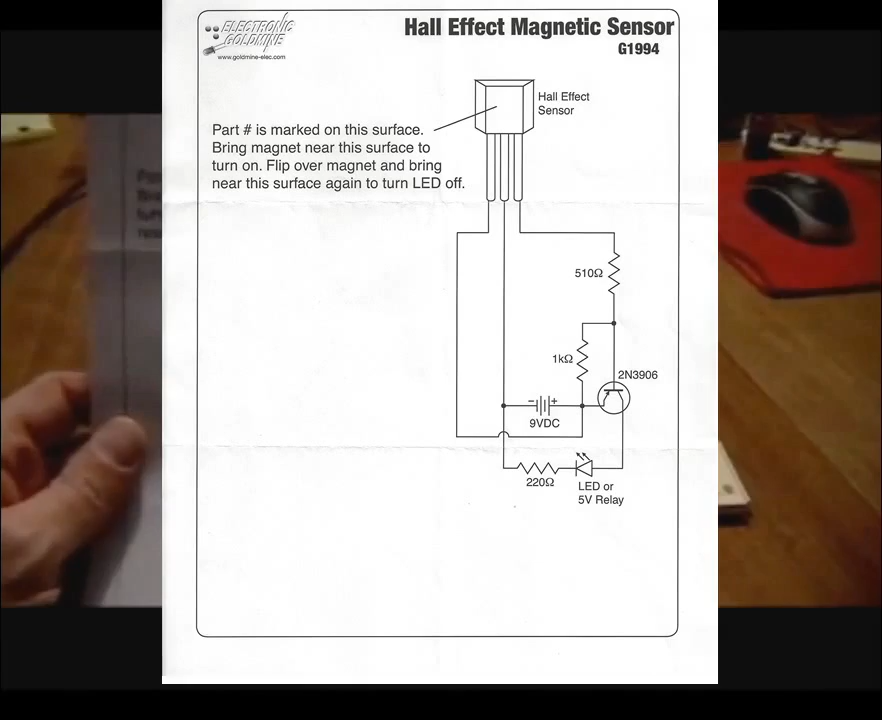 ELECTRONIC
GOLDMINE
www.goldmine-elec.com
Hall Effect Magnetic Sensor
G1994
Hall Effect
Sensor
Part # is marked on this surface.
Bring magnet near this surface to
turn on. Flip over magnet and bring
near this surface again to turn LED off.
510Ω
1kΩ
2N3906
- +
9VDC
220Ω
LED or
5V Relay